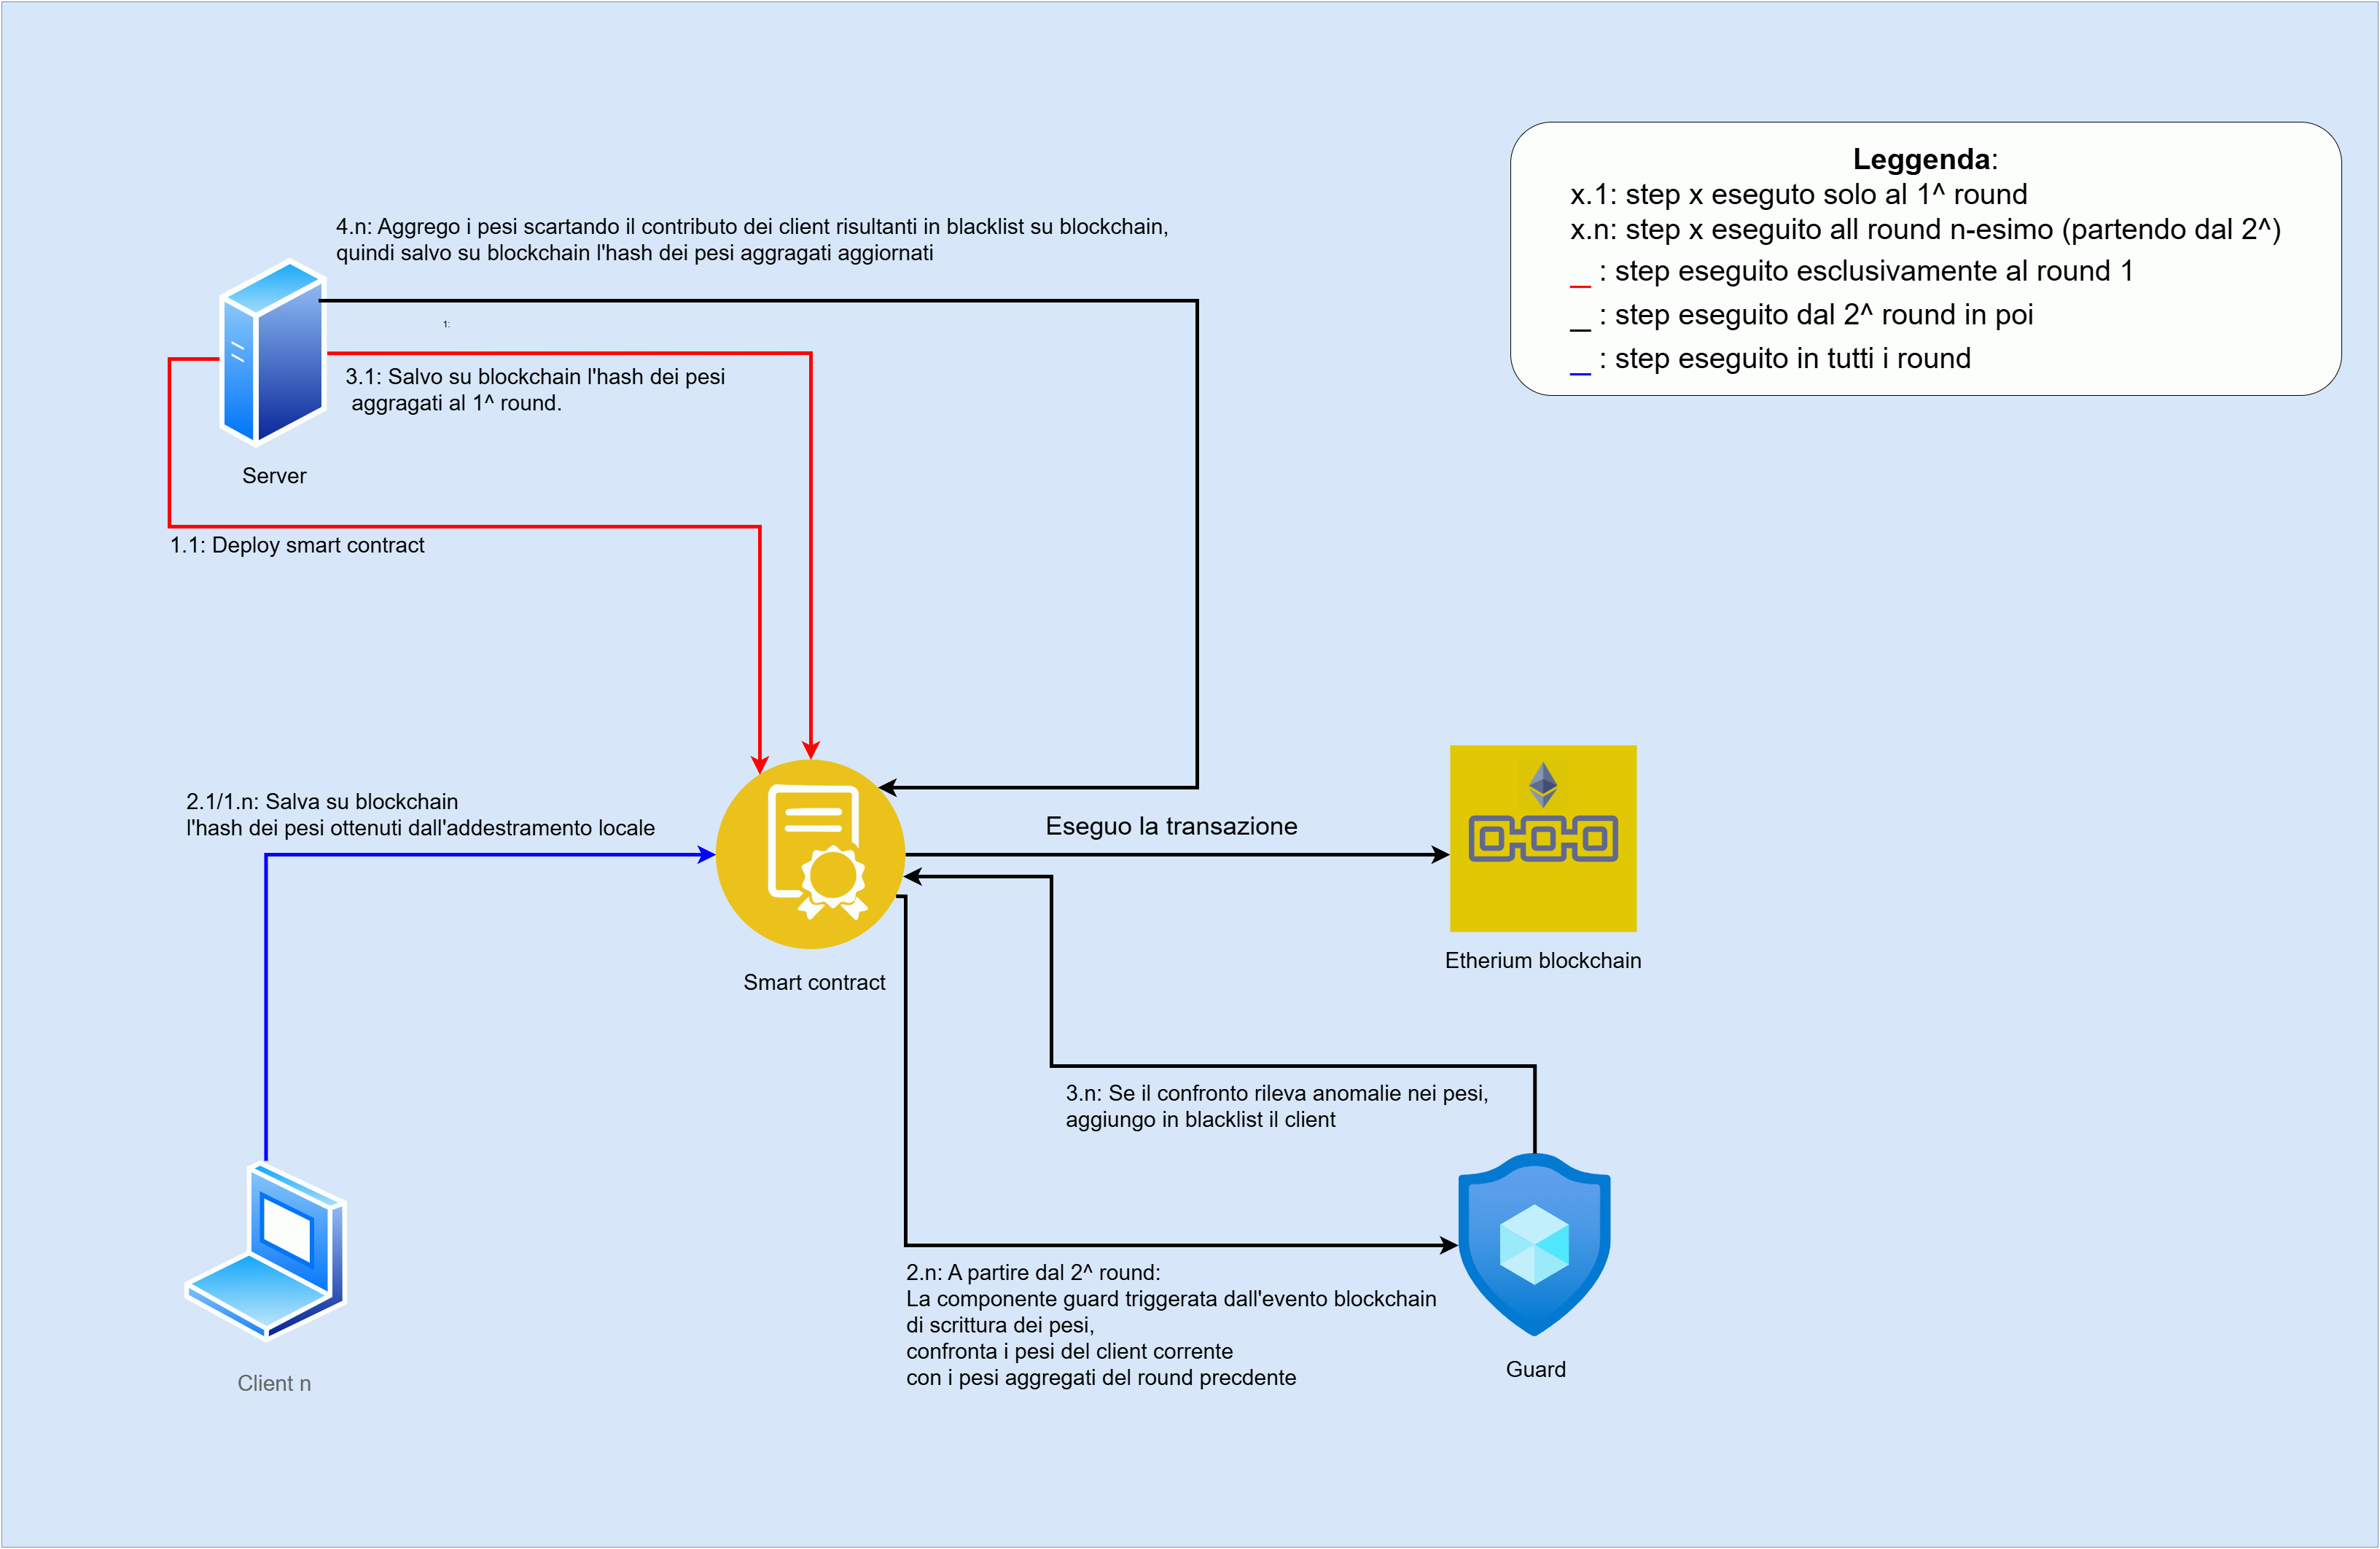 Leggenda:
x.1: step x eseguto solo al 1^ round
x.n: step x eseguito all round n-esimo (partendo dal 2^)
_ : step eseguito esclusivamente al round 1
_ : step eseguito dal 2^ round in poi
_ : step eseguito in tutti i round
4.n: Aggrego i pesi scartando il contributo dei client risultanti in blacklist su blockchain,
quindi salvo su blockchain l'hash dei pesi aggragati aggiornati
1:
3.1: Salvo su blockchain l'hash dei pesi
aggragati al 1^ round.
Server
1.1: Deploy smart contract
2.1/1.n: Salva su blockchain
l'hash dei pesi ottenuti dall'addestramento locale
Eseguo la transazione
Smart contract
Etherium blockchain
3.n: Se il confronto rileva anomalie nei pesi,
aggiungo in blacklist il client
2.n: A partire dal 2^ round:
La componente guard triggerata dall'evento blockchain
di scrittura dei pesi,
confronta i pesi del client corrente
con i pesi aggregati del round precdente
Guard
Client n